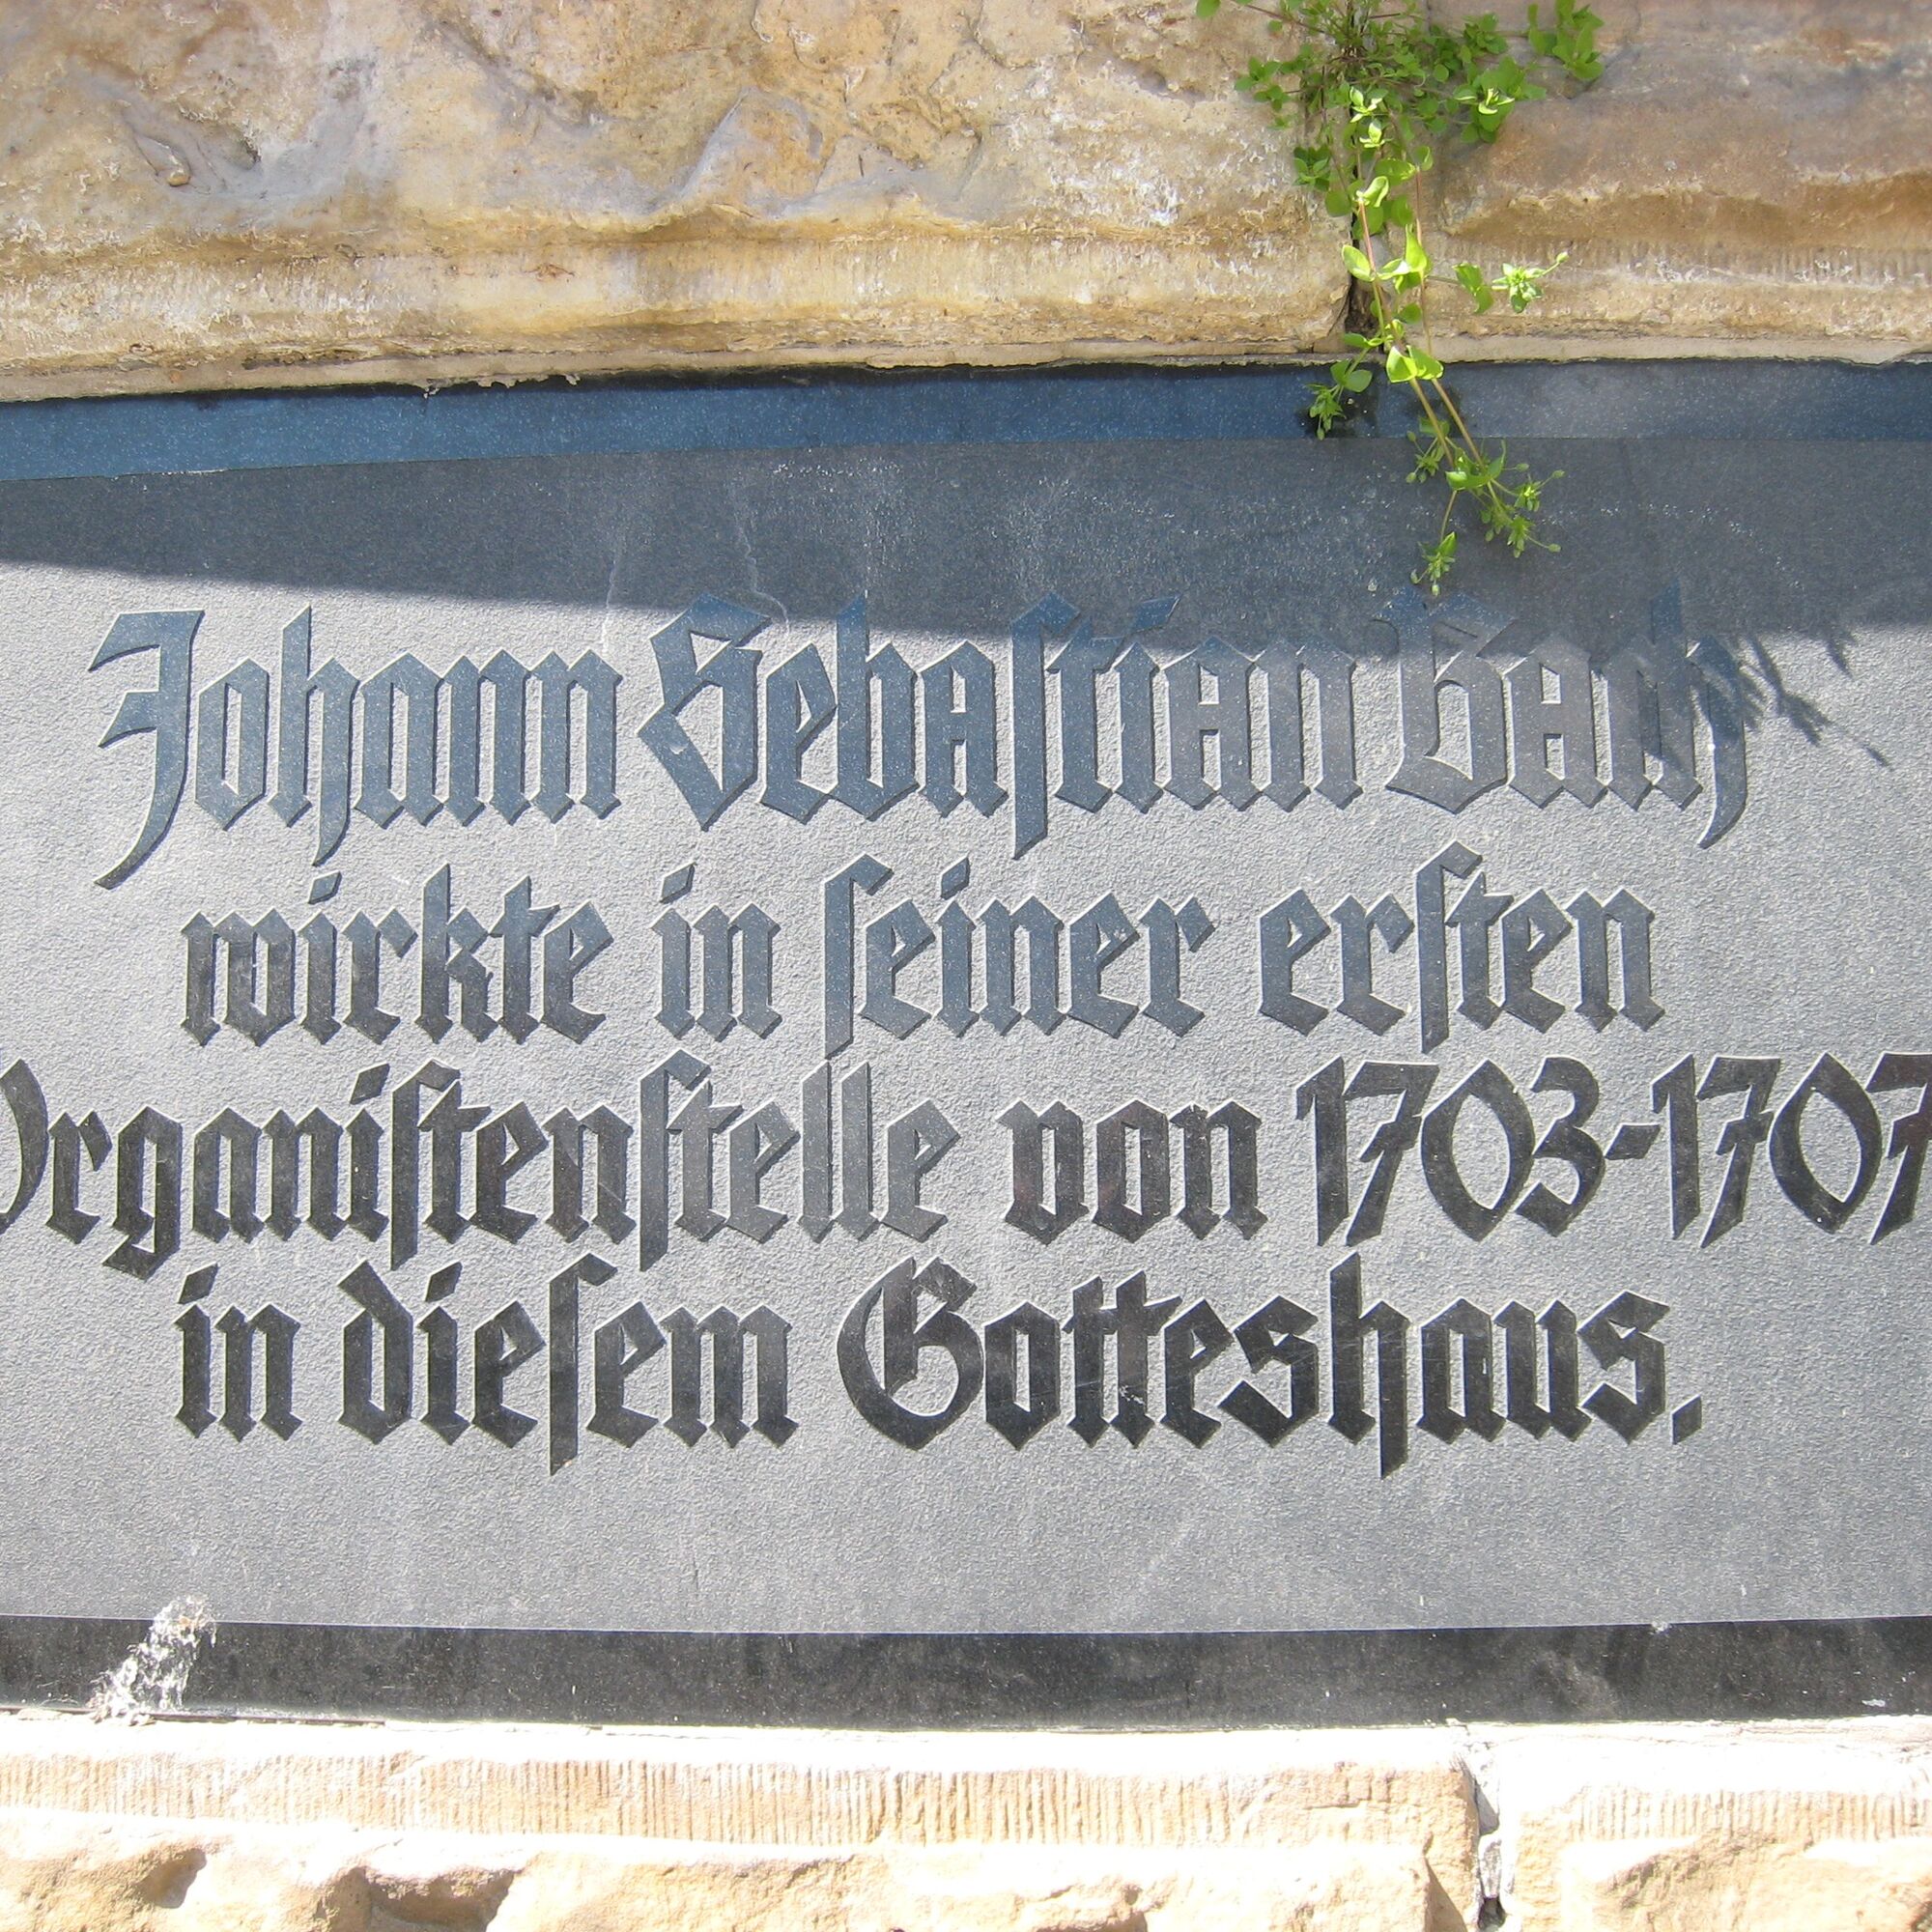 Johann Sebaſtian Bach
wirkte in ſeiner erſten
Organiſtenſtelle von 1703-1707
in dieſem Gotteshaus.